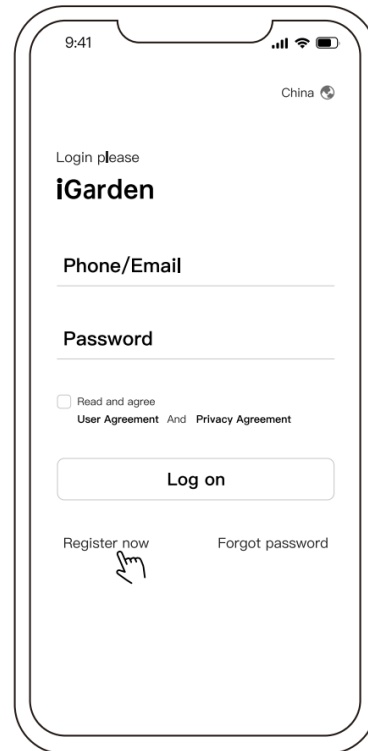 9:41
China
Login please
iGarden
Phone/Email
Password
Read and agree
User Agreement And Privacy Agreement
Log on
Register now Forgot password